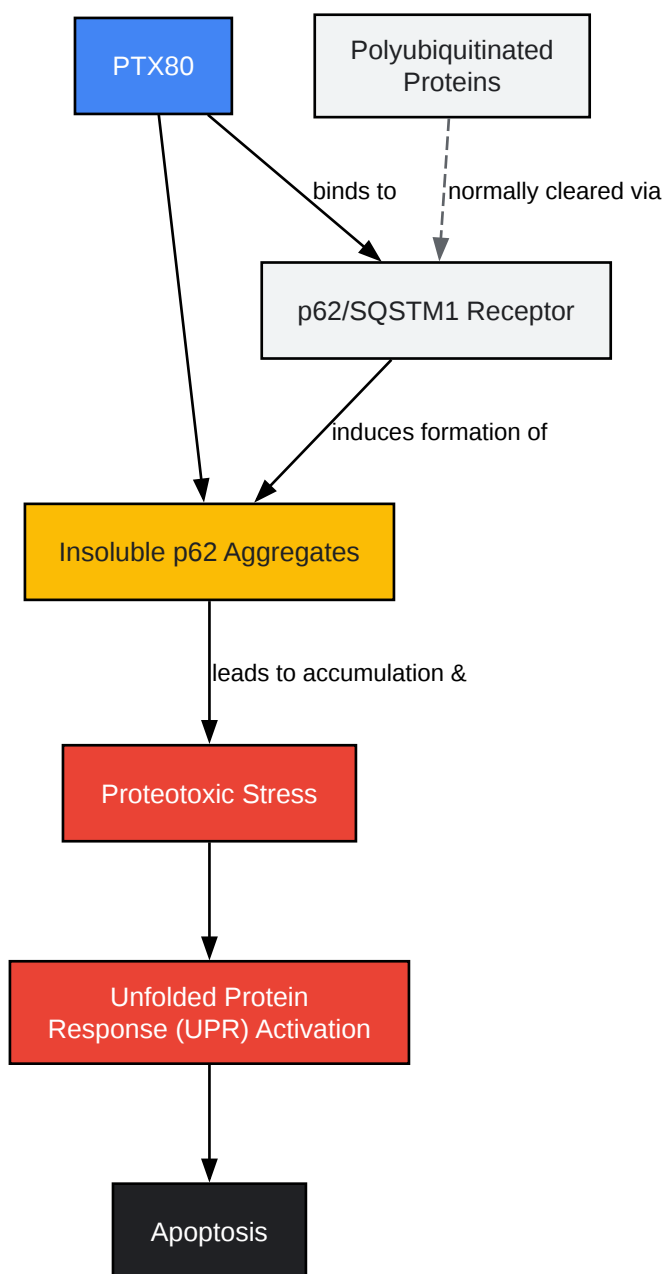 PTX80
Polyubiquitinated
Proteins
binds to
normally cleared via
p62/SQSTM1 Receptor
induces formation of
Insoluble p62 Aggregates
leads to accumulation &
Proteotoxic Stress
Unfolded Protein
Response (UPR) Activation
Apoptosis